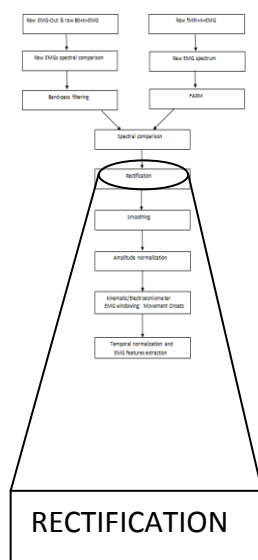 Raw EMG-Out & raw B0+K+EMG
Raw fMRI+K+EMG
Raw EMGs spectral comparison
Raw EMG spectrum
Band-pass filtering
FARM
Spectral comparison
Rectification
Smoothing
Amplitude normalization
Kinematic/Electrogoniometer
EMG windowing: Movement Onsets
Temporal normalization and
EMG features extraction
RECTIFICATION